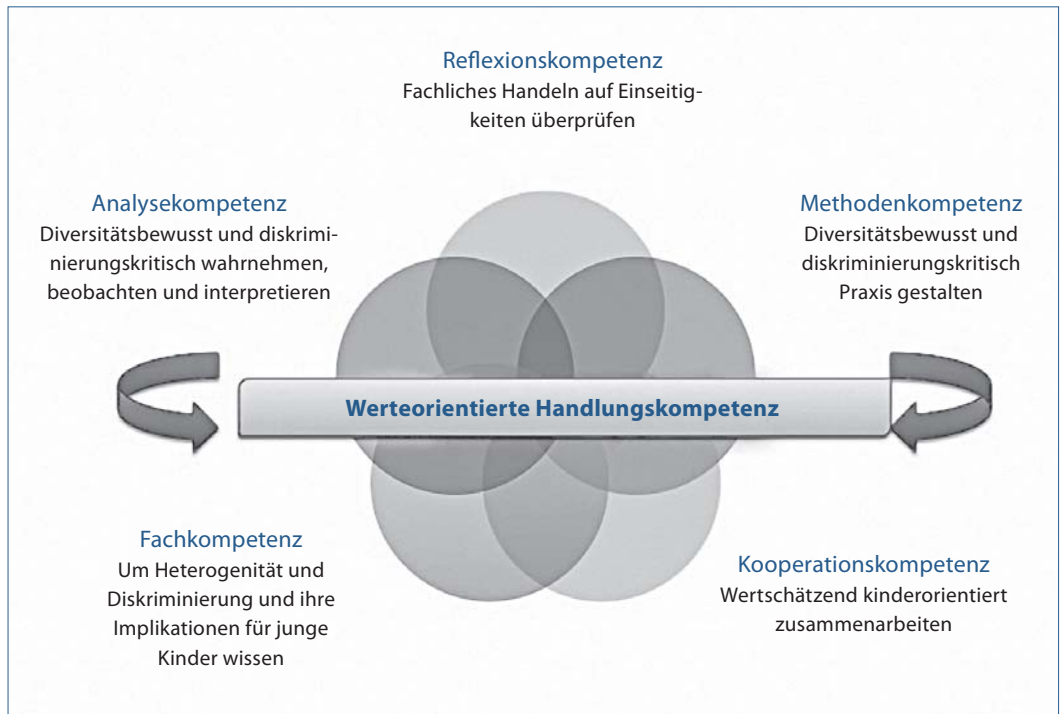 Reflexionskompetenz
Fachliches Handeln auf Einseitig-
keiten überprüfen
Analysekompetenz
Diversitätsbewusst und diskrimi-
nierungskritisch wahrnehmen,
beobachten und interpretieren
Methodenkompetenz
Diversitätsbewusst und
diskriminierungskritisch
Praxis gestalten
Werteorientierte Handlungskompetenz
Fachkompetenz
Um Heterogenität und
Diskriminierung und ihre
Implikationen für junge
Kinder wissen
Kooperationskompetenz
Wertschätzend kinderorientiert
zusammenarbeiten